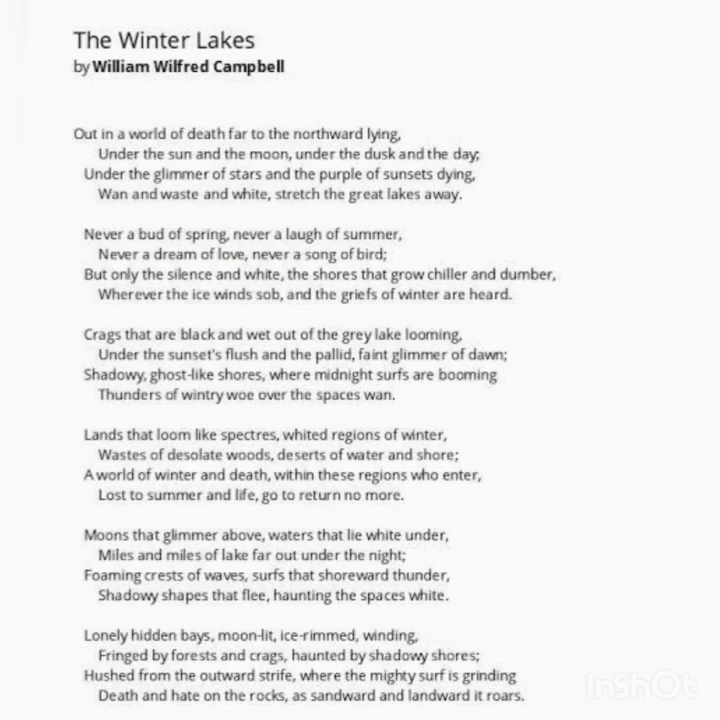 The Winter Lakes
by William Wilfred Campbell
Out in a world of death far to the northward lying,
Under the sun and the moon, under the dusk and the day;
Under the glimmer of stars and the purple of sunsets dying,
Wan and waste and white, stretch the great lakes away.
Never a bud of spring, never a laugh of summer,
Never a dream of love, never a song of bird;
But only the silence and white, the shores that grow chiller and dumber,
Wherever the ice winds sob, and the griefs of winter are heard.
Crags that are black and wet out of the grey lake looming,
Under the sunset's flush and the pallid, faint glimmer of dawn;
Shadowy, ghost-like shores, where midnight surfs are booming
Thunders of wintry woe over the spaces wan.
Lands that loom like spectres, whited regions of winter,
Wastes of desolate woods, deserts of water and shore;
A world of winter and death, within these regions who enter,
Lost to summer and life, go to return no more.
Moons that glimmer above, waters that lie white under,
Miles and miles of lake far out under the night;
Foaming crests of waves, surfs that shoreward thunder,
Shadowy shapes that flee, haunting the spaces white.
Lonely hidden bays, moon-lit, ice-rimmed, winding,
Fringed by forests and crags, haunted by shadowy shores;
Hushed from the outward strife, where the mighty surf is grinding
Death and hate on the rocks, as sandward and landward it roars.
InShOt